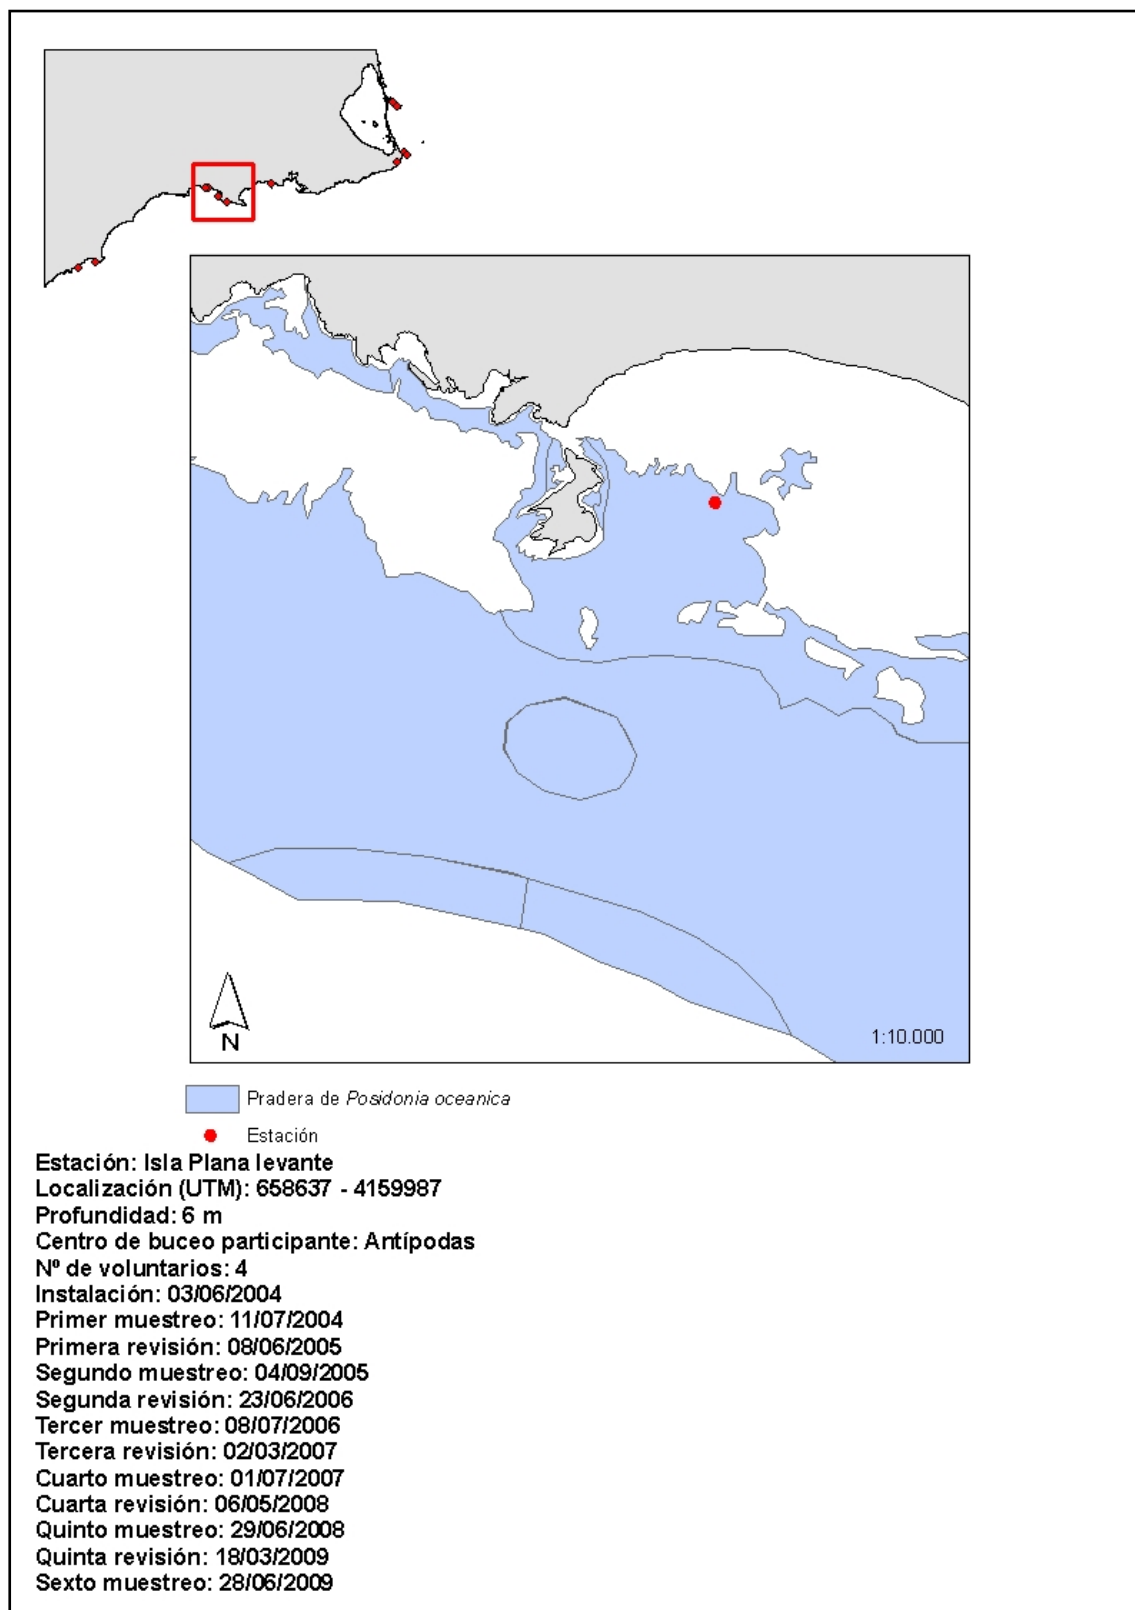 N
1:10.000
Pradera de Posidonia oceanica
Estación
Estación: Isla Plana levante
Localización (UTM): 658637 - 4159987
Profundidad: 6 m
Centro de buceo participante: Antípodas
Nº de voluntarios: 4
Instalación: 03/06/2004
Primer muestreo: 11/07/2004
Primera revisión: 08/06/2005
Segundo muestreo: 04/09/2005
Segunda revisión: 23/06/2006
Tercer muestreo: 08/07/2006
Tercera revisión: 02/03/2007
Cuarto muestreo: 01/07/2007
Cuarta revisión: 06/05/2008
Quinto muestreo: 29/06/2008
Quinta revisión: 18/03/2009
Sexto muestreo: 28/06/2009